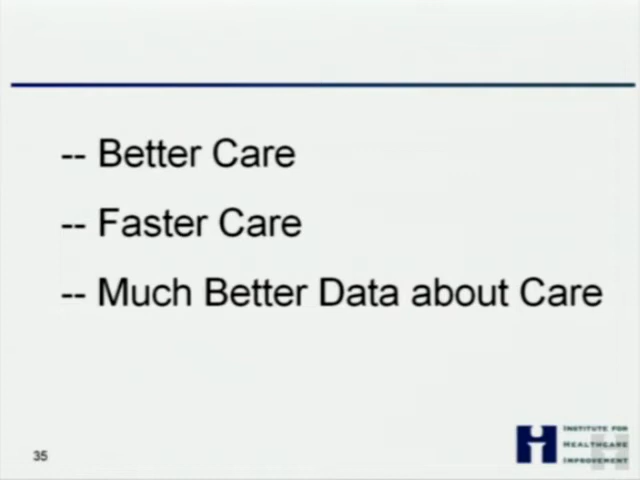 -- Better Care
-- Faster Care
-- Much Better Data about Care
35
INSTITUTE FOR
HEALTHCARE
IMPROVEMENT